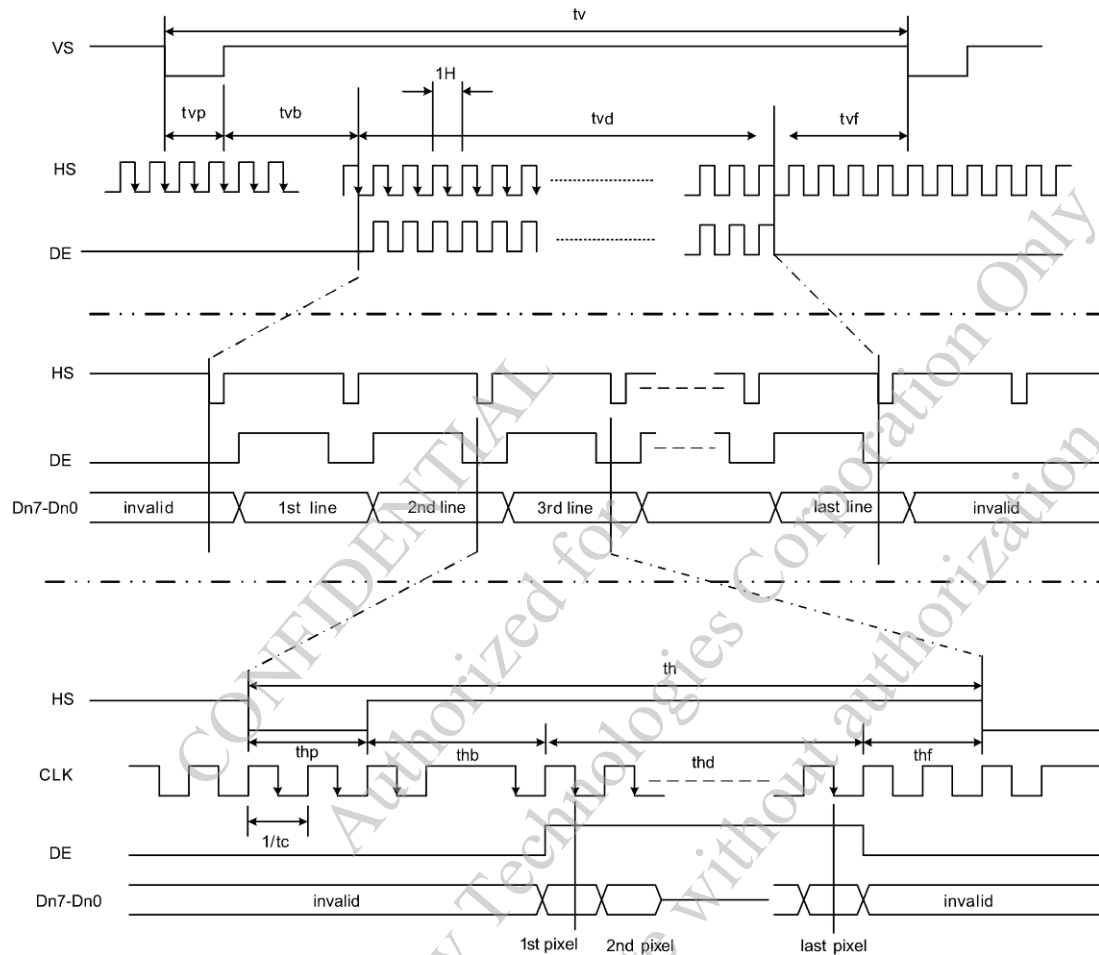 tv
VS
1H
tvp
tvb
tvd
tvf
HS
DE
HS
DE
Dn7-Dn0
invalid
1st line
2nd line
3rd line
last line
invalid
th
HS
thp
thb
thd
thf
CLK
1/tc
DE
Dn7-Dn0
invalid
invalid
1st pixel
2nd pixel
last pixel
CONFIDENTIAL
Authorized for
Technologies Corporation Only
without authorization